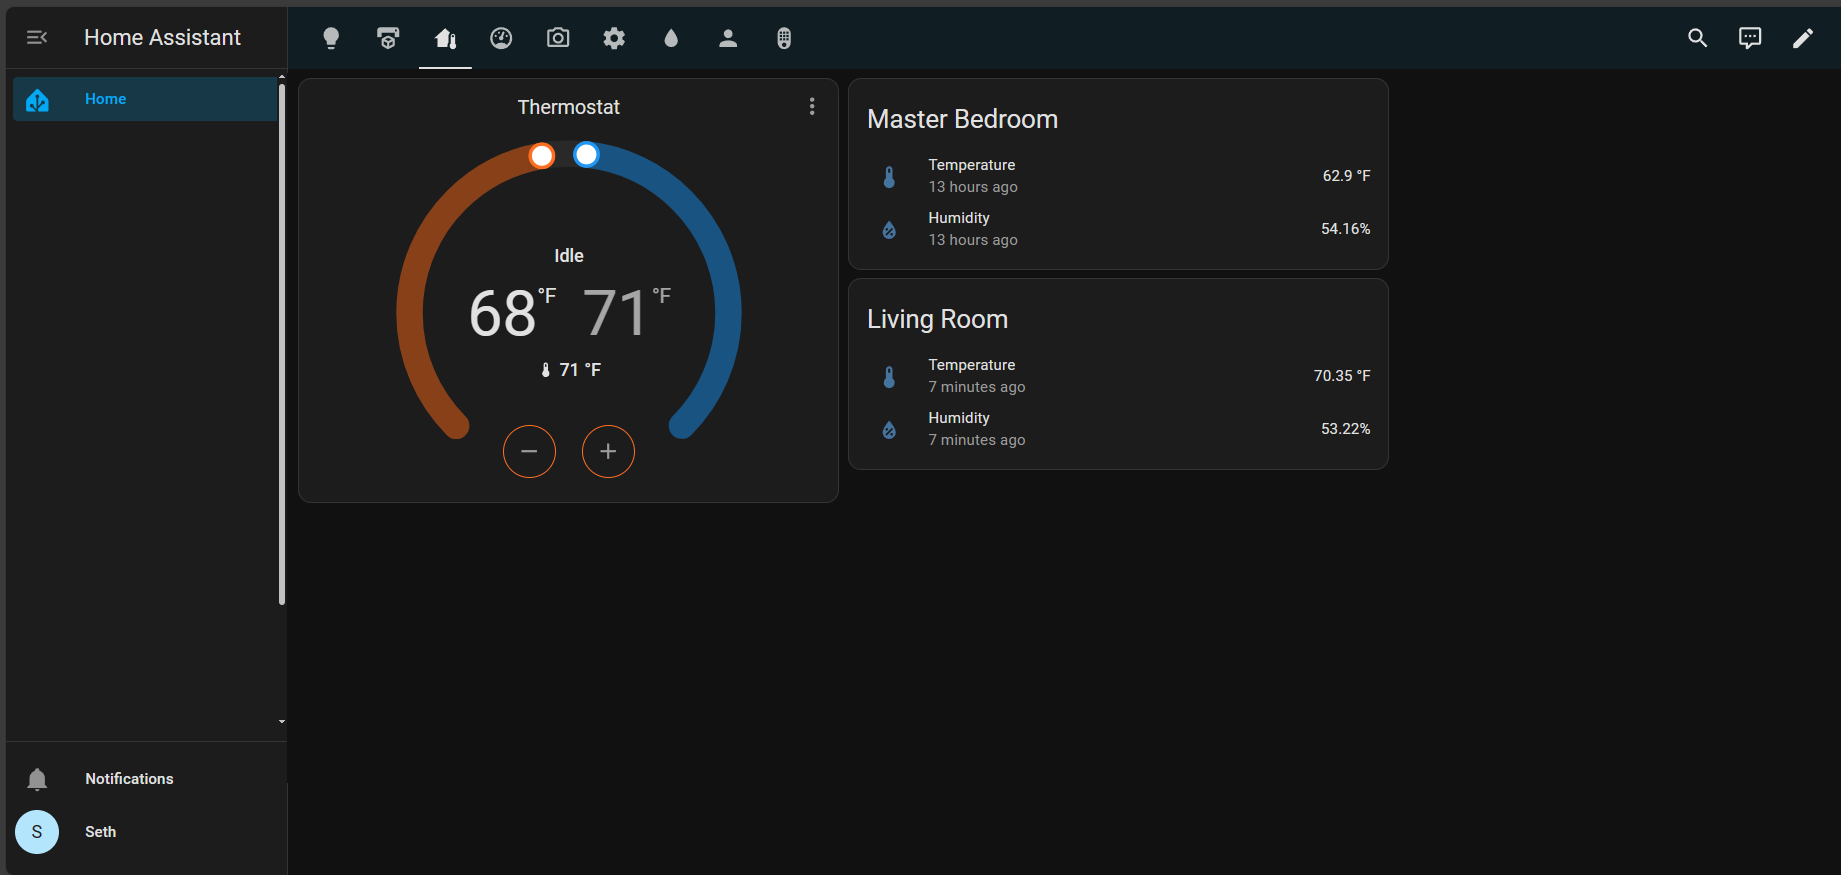 Home Assistant
Home
Notifications
S
Seth
Thermostat
Idle
68 °F 71 °F
71 °F
Master Bedroom
Temperature
13 hours ago
62.9 °F
Humidity
13 hours ago
54.16%
Living Room
Temperature
7 minutes ago
70.35 °F
Humidity
7 minutes ago
53.22%